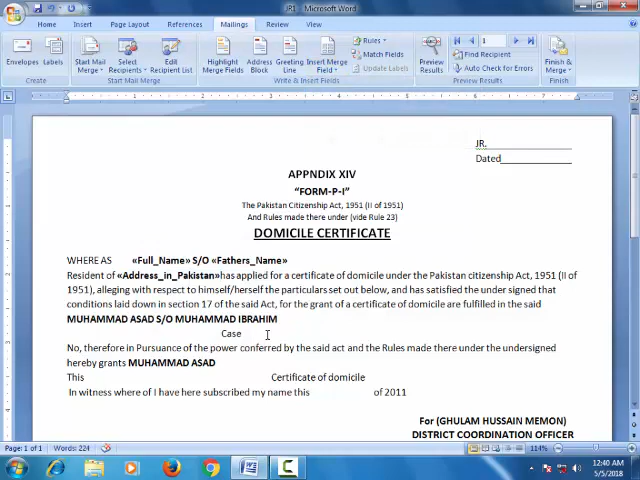 JR1 - Microsoft Word
Home Page Layout References Mailings Review View
Envelopes Labels
Create
Start Mail Merge Select Recipients Edit Recipient List
Start Mail Merge
Highlight Merge Fields Address Block Greeting Line Insert Merge Field
Rules
Match Fields
Update Labels
Write & Insert Fields
Preview Results
1
Find Recipient
Auto Check for Errors
Preview Results
Finish & Merge
Finish
JR.
Dated
APPNDIX XIV
“FORM-P-I”
The Pakistan Citizenship Act, 1951 (II of 1951)
And Rules made there under (vide Rule 23)
DOMICILE CERTIFICATE
WHERE AS «Full_Name» S/O «Fathers_Name»
Resident of «Address_in_Pakistan»has applied for a certificate of domicile under the Pakistan citizenship Act, 1951 (II of
1951), alleging with respect to himself/herself the particulars set out below, and has satisfied the under signed that
conditions laid down in section 17 of the said Act, for the grant of a certificate of domicile are fulfilled in the said
MUHAMMAD ASAD S/O MUHAMMAD IBRAHIM
Case
No, therefore in Pursuance of the power conferred by the said act and the Rules made there under the undersigned
hereby grants MUHAMMAD ASAD
This Certificate of domicile
In witness where of I have here subscribed my name this of 2011
For (GHULAM HUSSAIN MEMON)
DISTRICT COORDINATION OFFICER
Page: 1 of 1 Words: 224 114%
12:40 AM
5/5/2018